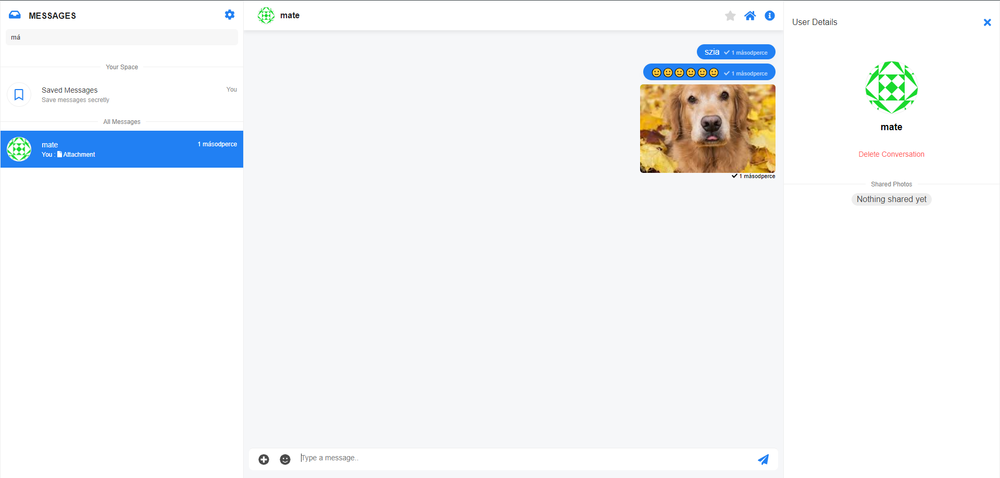 MESSAGES
má
Your Space
Saved Messages
You
Save messages secretly
All Messages
mate
1 másodperce
You : Attachment
mate
szia 1 másodperce
🙂🙂🙂🙂🙂🙂 1 másodperce
1 másodperce
Type a message..
User Details
mate
Delete Conversation
Shared Photos
Nothing shared yet